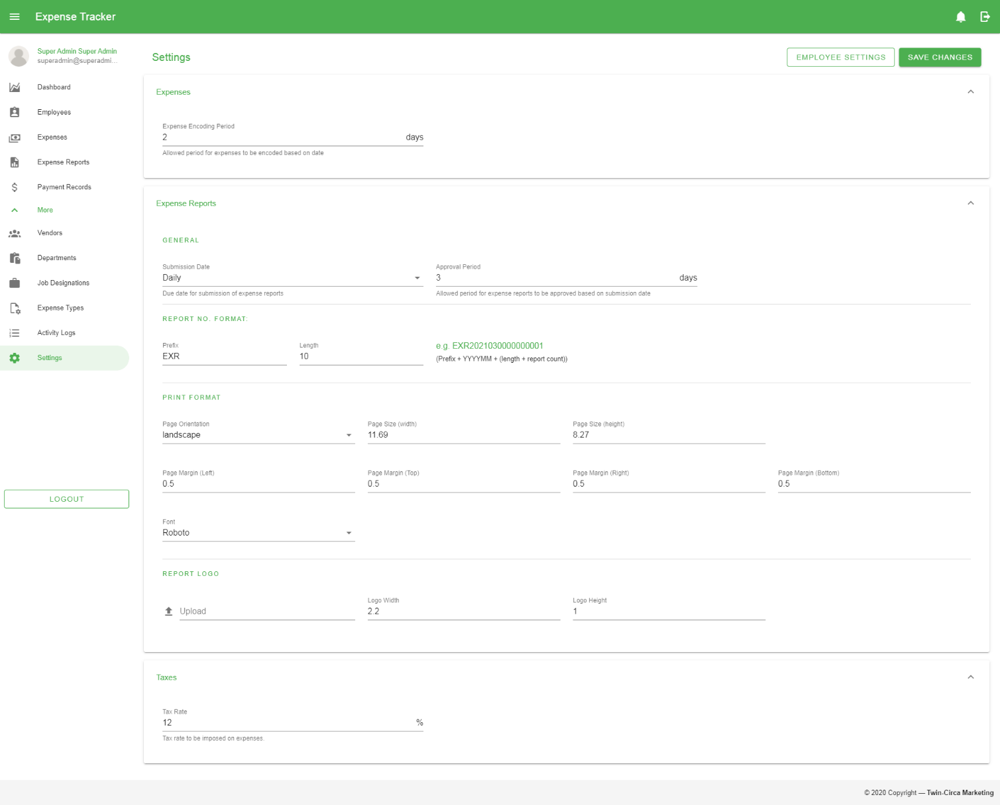 Expense Tracker
Super Admin Super Admin
superadmin@superadmi...
Dashboard
Employees
Expenses
Expense Reports
Payment Records
More
Vendors
Departments
Job Designations
Expense Types
Activity Logs
Settings
LOGOUT
Settings
EMPLOYEE SETTINGS
SAVE CHANGES
Expenses
Expense Encoding Period
2 days
Allowed period for expenses to be encoded based on date
Expense Reports
GENERAL
Submission Date
Daily
Due date for submission of expense reports
Approval Period
3 days
Allowed period for expense reports to be approved based on submission date
REPORT NO. FORMAT:
Prefix
EXR
Length
10
e.g. EXR2021030000000001
(Prefix + YYYYMM + (length + report count))
PRINT FORMAT
Page Orientation
landscape
Page Size (width)
11.69
Page Size (height)
8.27
Page Margin (Left)
0.5
Page Margin (Top)
0.5
Page Margin (Right)
0.5
Page Margin (Bottom)
0.5
Font
Roboto
REPORT LOGO
Upload
Logo Width
2.2
Logo Height
1
Taxes
Tax Rate
12 %
Tax rate to be imposed on expenses.
© 2020 Copyright — Twin-Circa Marketing